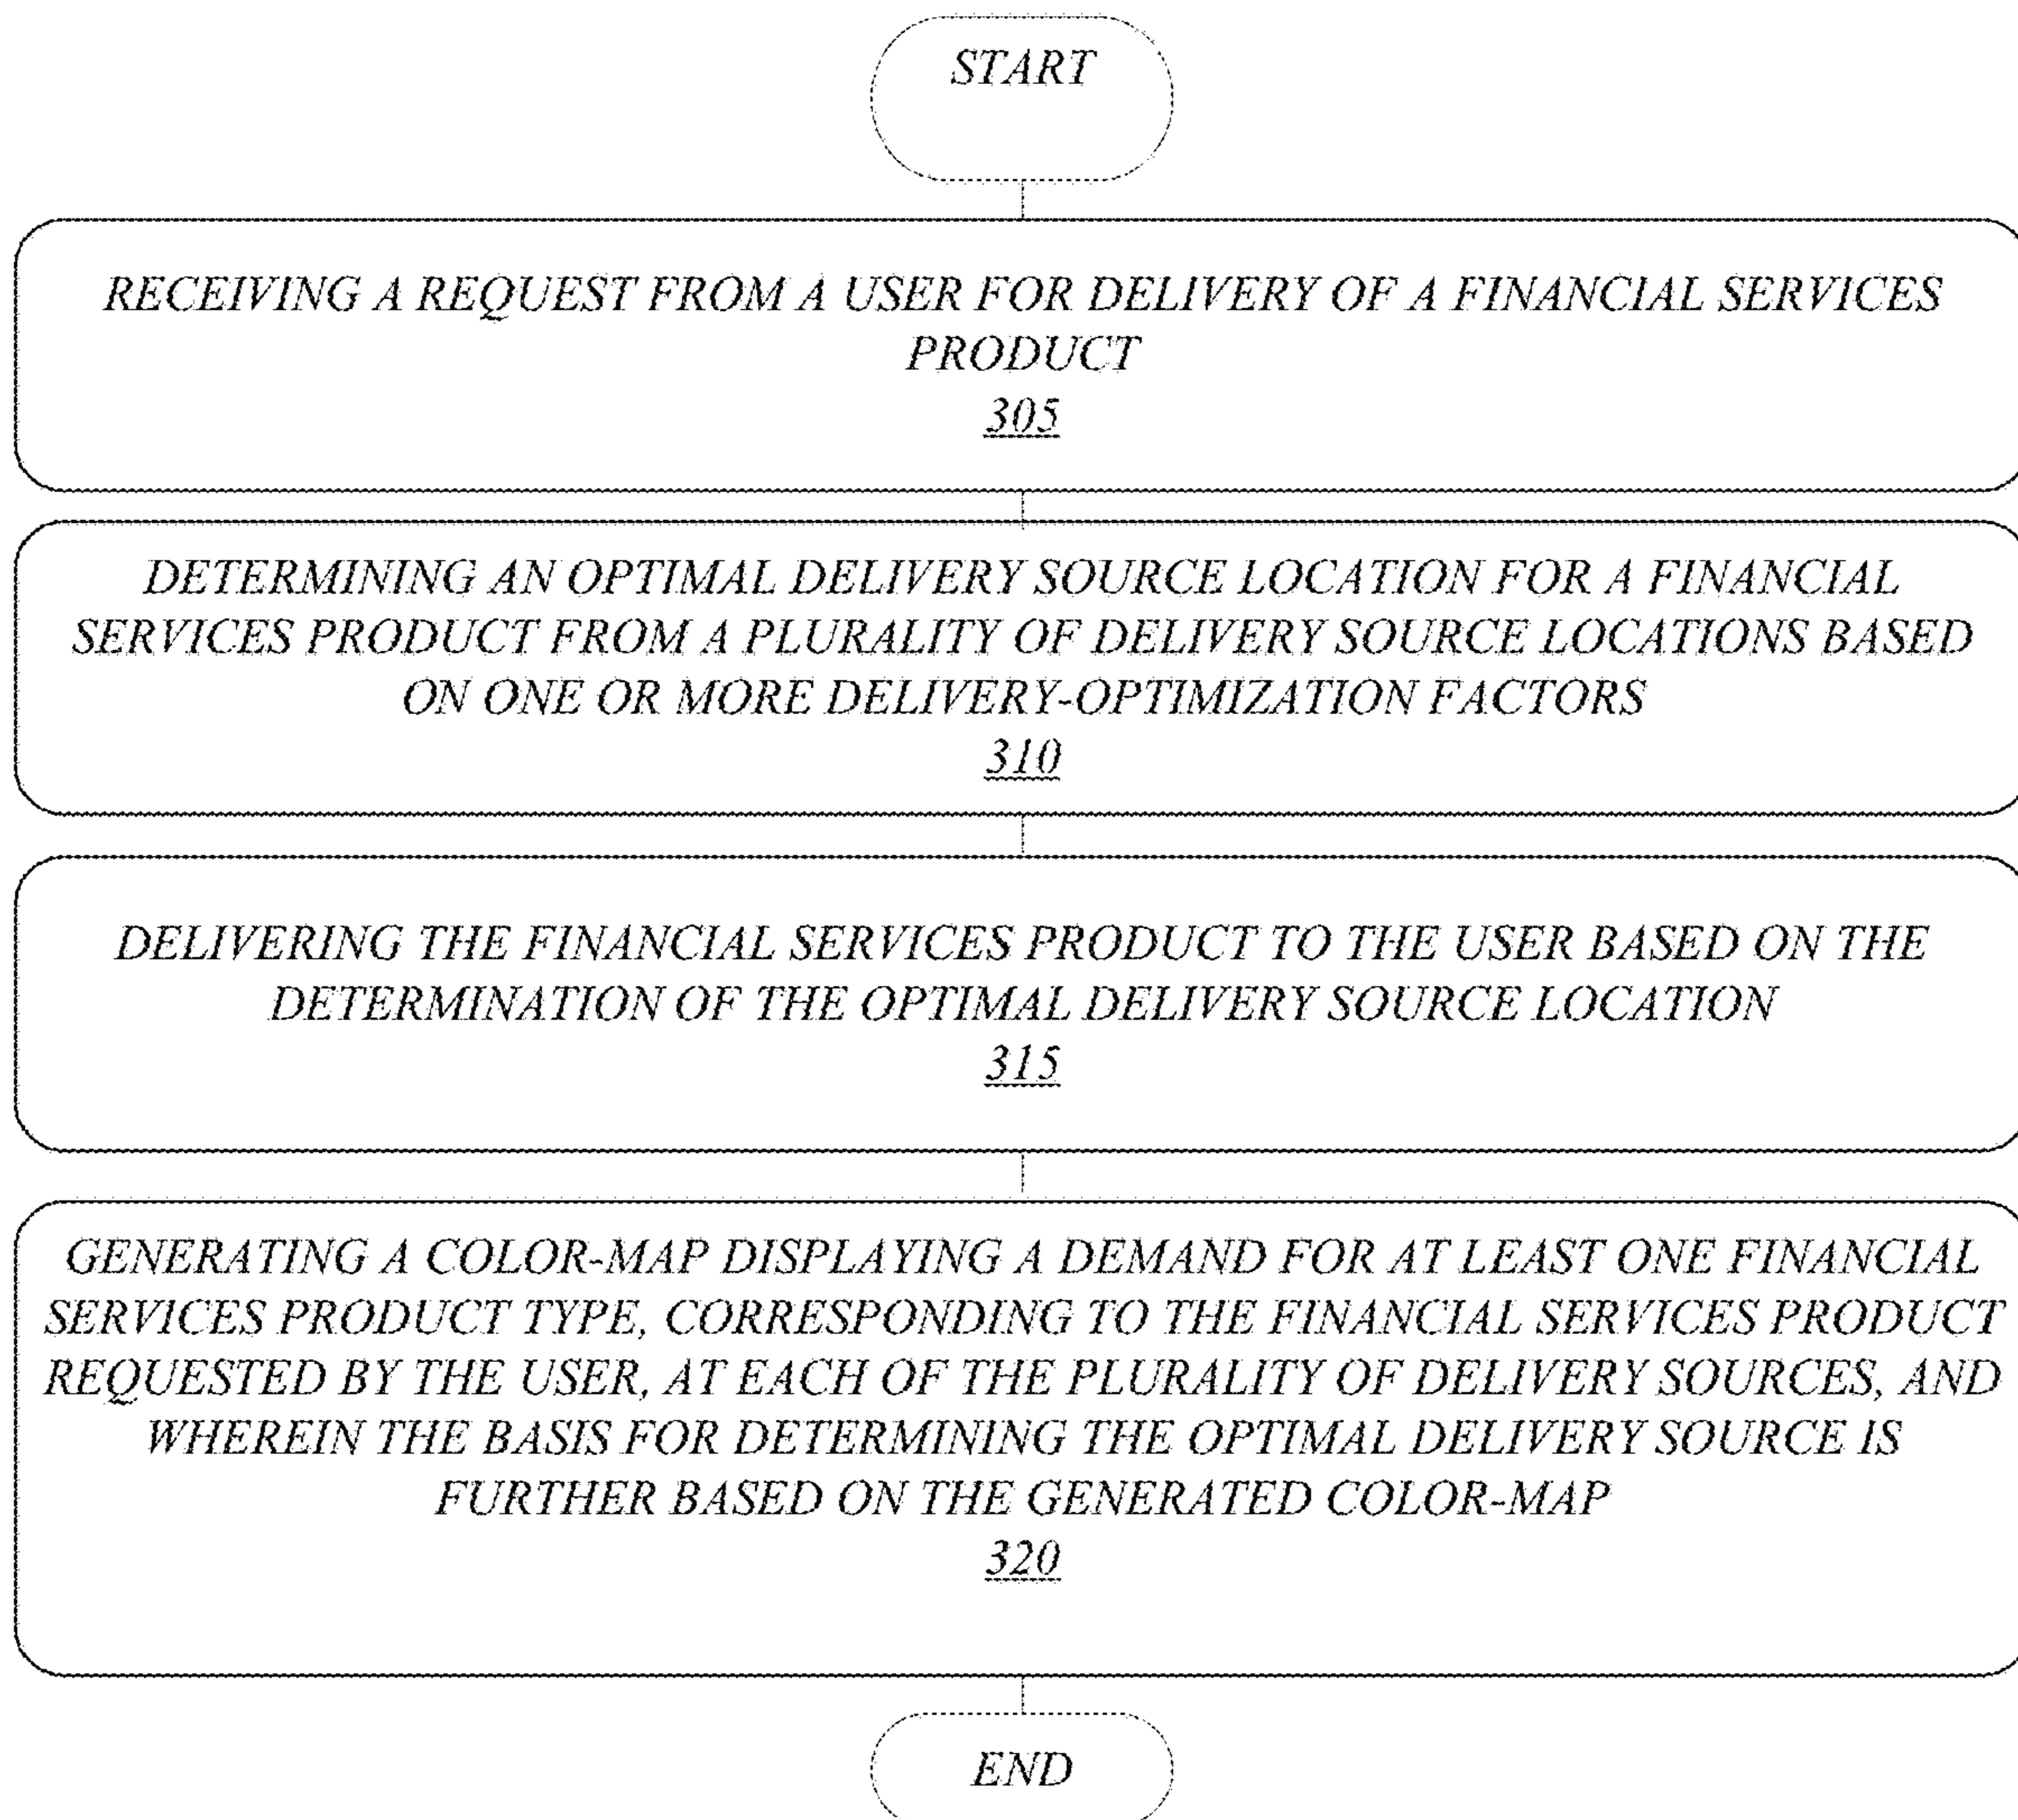 START
RECEIVING A REQUEST FROM A USER FOR DELIVERY OF A FINANCIAL SERVICES
PRODUCT
305
DETERMINING AN OPTIMAL DELIVERY SOURCE LOCATION FOR A FINANCIAL
SERVICES PRODUCT FROM A PLURALITY OF DELIVERY SOURCE LOCATIONS BASED
ON ONE OR MORE DELIVERY-OPTIMIZATION FACTORS
310
DELIVERING THE FINANCIAL SERVICES PRODUCT TO THE USER BASED ON THE
DETERMINATION OF THE OPTIMAL DELIVERY SOURCE LOCATION
315
GENERATING A COLOR-MAP DISPLAYING A DEMAND FOR AT LEAST ONE FINANCIAL
SERVICES PRODUCT TYPE, CORRESPONDING TO THE FINANCIAL SERVICES PRODUCT
REQUESTED BY THE USER, AT EACH OF THE PLURALITY OF DELIVERY SOURCES, AND
WHEREIN THE BASIS FOR DETERMINING THE OPTIMAL DELIVERY SOURCE IS
FURTHER BASED ON THE GENERATED COLOR-MAP
320
END